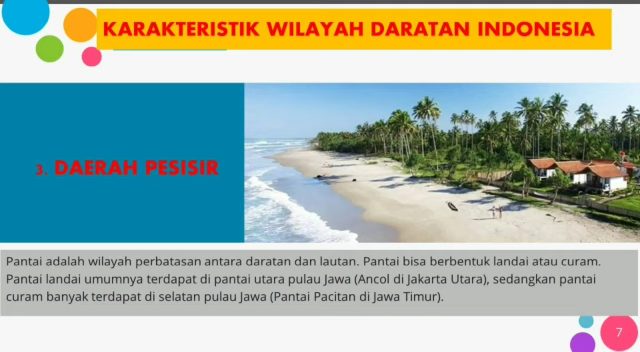 KARAKTERISTIK WILAYAH DARATAN INDONESIA
3. DAERAH PESISIR
Pantai adalah wilayah perbatasan antara daratan dan lautan. Pantai bisa berbentuk landai atau curam.
Pantai landai umumnya terdapat di pantai utara pulau Jawa (Ancol di Jakarta Utara), sedangkan pantai
curam banyak terdapat di selatan pulau Jawa (Pantai Pacitan di Jawa Timur).
7